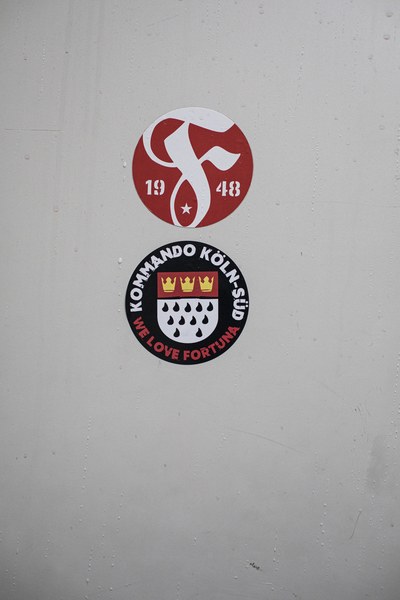 F
19 48
KOMMANDO KÖLN-SÜD
WE LOVE FORTUNA